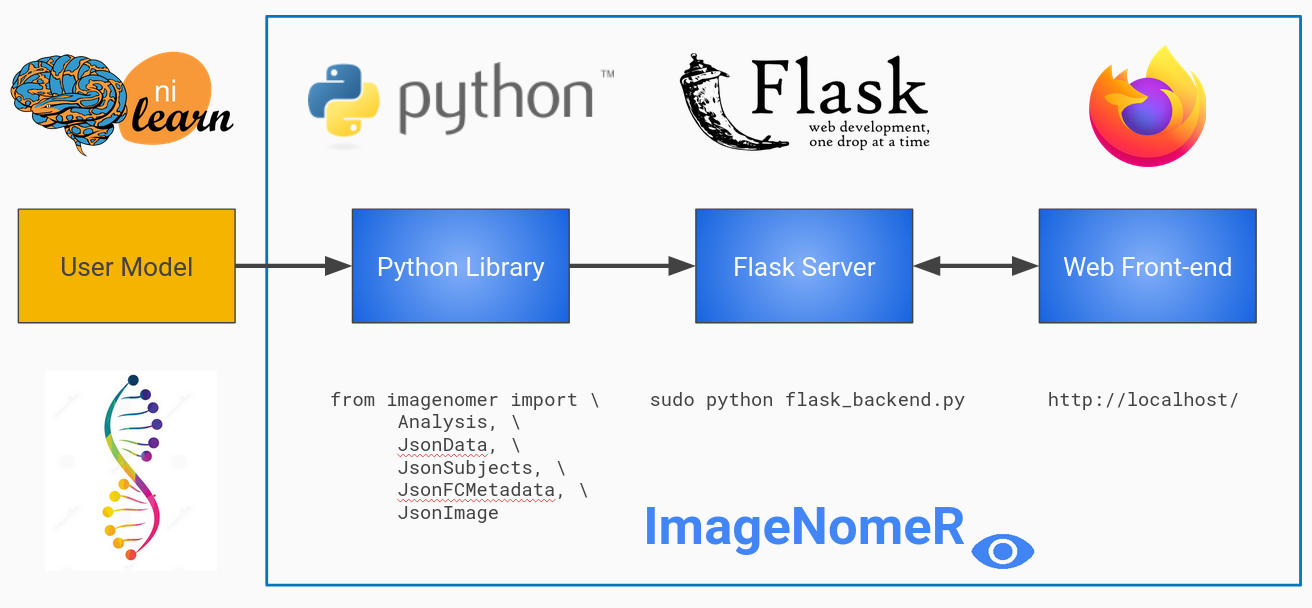 ni
learn
python™
Flask
web development,
one drop at a time
User Model
Python Library
Flask Server
Web Front-end
from imagenomer import \
Analysis, \
JsonData, \
JsonSubjects, \
JsonFCMetadata, \
JsonImage
sudo python flask_backend.py
http://localhost/
ImageNomeR